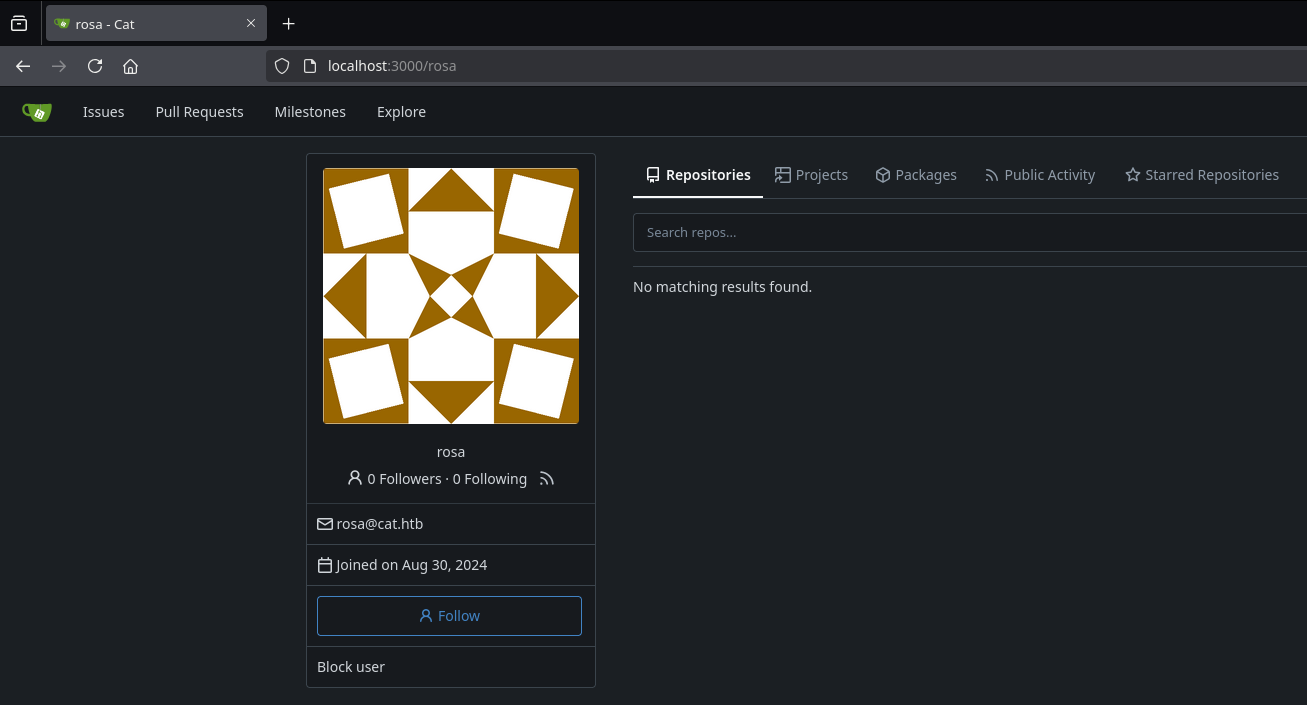 rosa - Cat
localhost:3000/rosa
Issues Pull Requests Milestones Explore
Repositories Projects Packages Public Activity Starred Repositories
Search repos...
No matching results found.
rosa
0 Followers · 0 Following
rosa@cat.htb
Joined on Aug 30, 2024
Follow
Block user